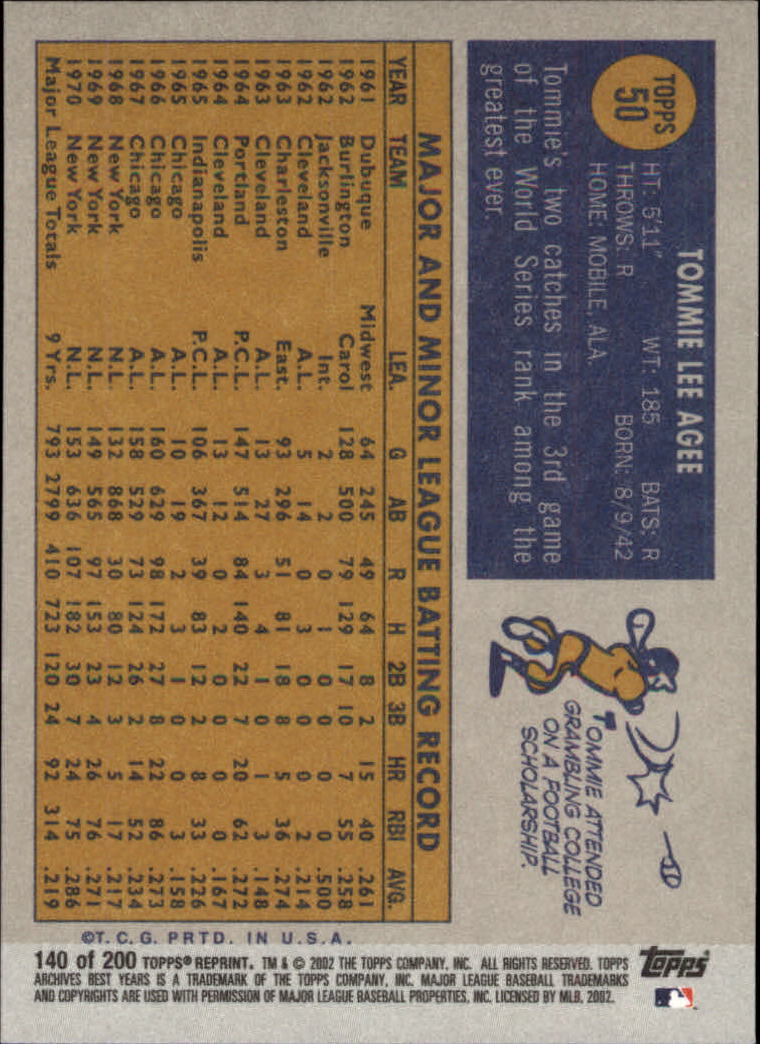 TOPPS
50
TOMMIE LEE AGEE
HT: 5'11" WT: 185 BATS: R
THROWS: R BORN: 8/9/42
HOME: MOBILE, ALA.
Tommie's two catches in the 3rd game
of the World Series rank among the
greatest ever.
TOMMIE ATTENDED
GRAMBLING COLLEGE
ON A FOOTBALL
SCHOLARSHIP.
MAJOR AND MINOR LEAGUE BATTING RECORD
YEAR TEAM LEA. G AB R H 2B 3B HR RBI AVG.
1961 Dubuque Midwest 64 245 49 64 8 2 15 40 .261
1962 Burlington Carol 128 500 79 129 17 10 7 55 .258
1962 Jacksonville Int. 2 2 0 1 0 0 0 0 .500
1962 Cleveland A.L. 5 14 0 3 0 0 0 2 .214
1963 Charleston East. 93 296 51 81 18 8 5 36 .274
1963 Cleveland A.L. 13 27 3 4 1 0 1 3 .148
1964 Portland P.C.L. 147 514 84 140 22 7 20 62 .272
1964 Cleveland A.L. 13 12 0 2 0 0 0 0 .167
1965 Indianapolis P.C.L. 106 367 39 83 12 2 8 33 .226
1965 Chicago A.L. 10 19 2 3 1 0 0 3 .158
1966 Chicago A.L. 160 629 98 172 27 8 22 86 .273
1967 Chicago A.L. 158 529 73 124 26 2 14 52 .234
1968 New York N.L. 132 868 30 80 12 3 5 17 .217
1969 New York N.L. 149 565 97 153 23 4 26 76 .271
1970 New York N.L. 153 636 107 182 30 7 24 75 .286
Major League Totals 9 Yrs. 793 2799 410 723 120 24 92 314 .219
©T. C. G. PRTD. IN U.S.A.
140 of 200 TOPPS® REPRINT. TM & © 2002 THE TOPPS COMPANY, INC. ALL RIGHTS RESERVED. TOPPS
ARCHIVES BEST YEARS IS A TRADEMARK OF THE TOPPS COMPANY, INC. MAJOR LEAGUE BASEBALL TRADEMARKS
AND COPYRIGHTS ARE USED WITH PERMISSION OF MAJOR LEAGUE BASEBALL PROPERTIES, INC. LICENSED BY MLB, 2002.
topps